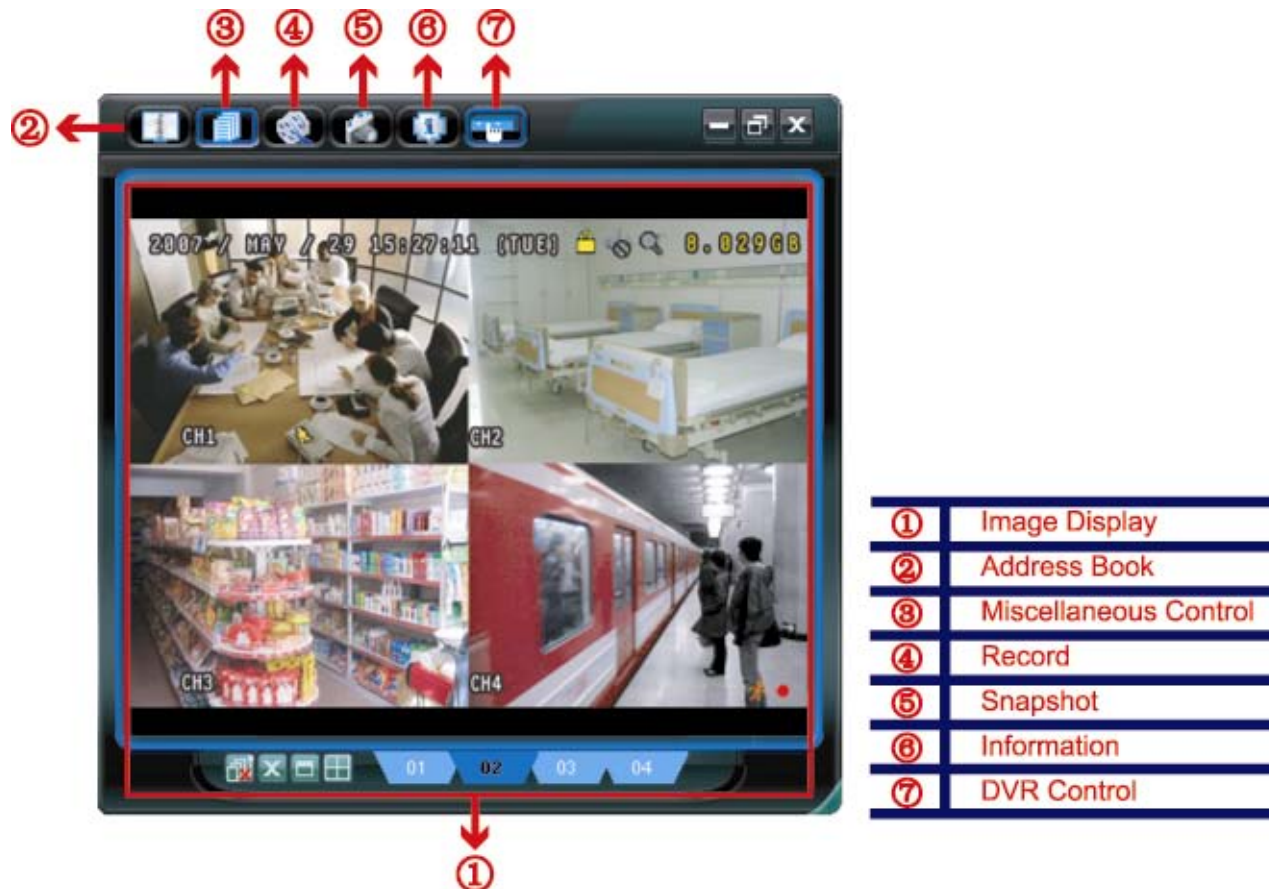 ③ ④ ⑤ ⑥ ⑦
②
2007 / MAY / 29 15:27:11 (TUE) 8.029GB
CH1 CH2
CH3 CH4
01 02 03 04
①
① Image Display
② Address Book
③ Miscellaneous Control
④ Record
⑤ Snapshot
⑥ Information
⑦ DVR Control